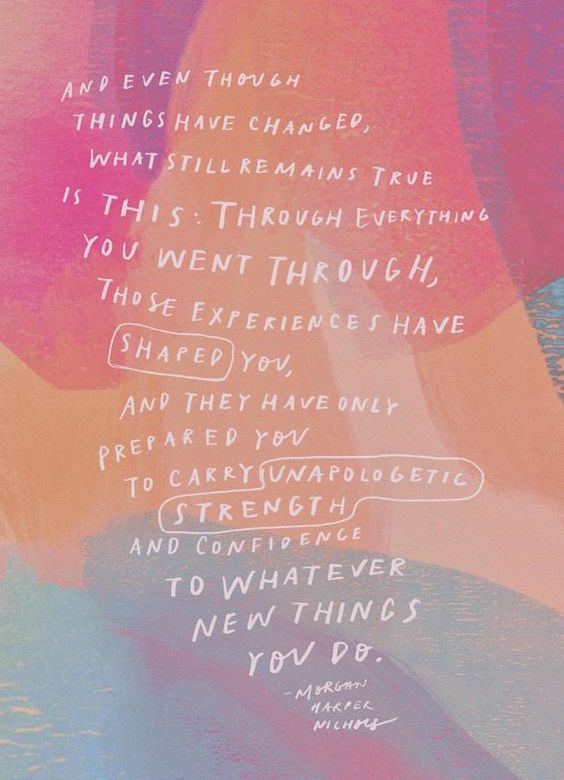 AND EVEN THOUGH
THINGS HAVE CHANGED,
WHAT STILL REMAINS TRUE
IS THIS: THROUGH EVERYTHING
YOU WENT THROUGH,
THOSE EXPERIENCES HAVE
SHAPED YOU,
AND THEY HAVE ONLY
PREPARED YOU
TO CARRY UNAPOLOGETIC
STRENGTH
AND CONFIDENCE
TO WHATEVER
NEW THINGS
YOU DO.
-MORGAN
HARPER
NICHOLS